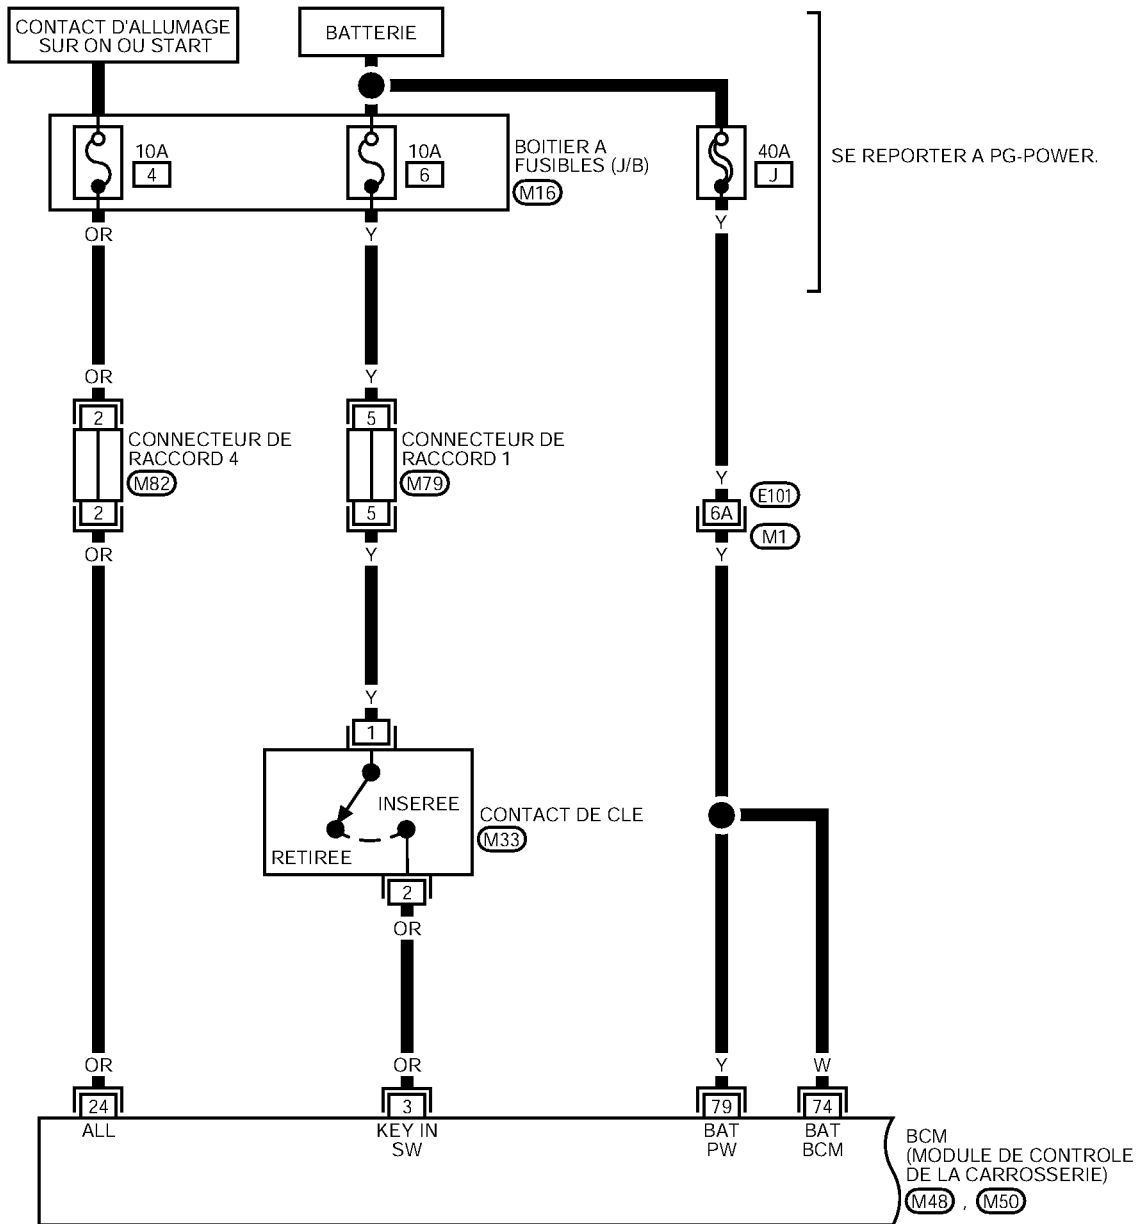 CONTACT D'ALLUMAGE
SUR ON OU START
BATTERIE
10A
4
10A
6
BOITIER A
FUSIBLES (J/B)
M16
40A
J
SE REPORTER A PG-POWER.
OR
Y
Y
OR
Y
Y
2
5
CONNECTEUR DE
RACCORD 4
M82
CONNECTEUR DE
RACCORD 1
M79
2
5
6A
E101
M1
OR
Y
Y
Y
1
INSEREE
RETIREE
CONTACT DE CLE
M33
2
OR
OR
OR
Y
W
24
3
79
74
ALL
KEY IN
SW
BAT
PW
BAT
BCM
BCM
(MODULE DE CONTROLE
DE LA CARROSSERIE)
M48 , M50